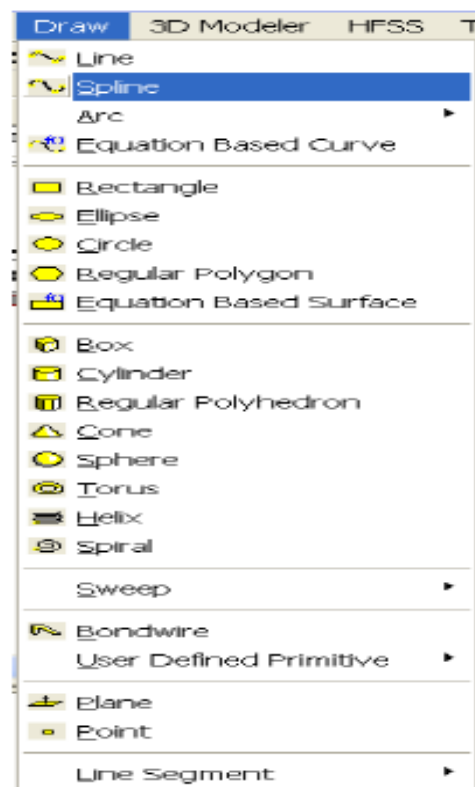 Draw 3D Modeler HFSS T
Line
Spline
Arc
Equation Based Curve
Rectangle
Ellipse
Circle
Regular Polygon
Equation Based Surface
Box
Cylinder
Regular Polyhedron
Cone
Sphere
Torus
Helix
Spiral
Sweep
Bondwire
User Defined Primitive
Plane
Point
Line Segment